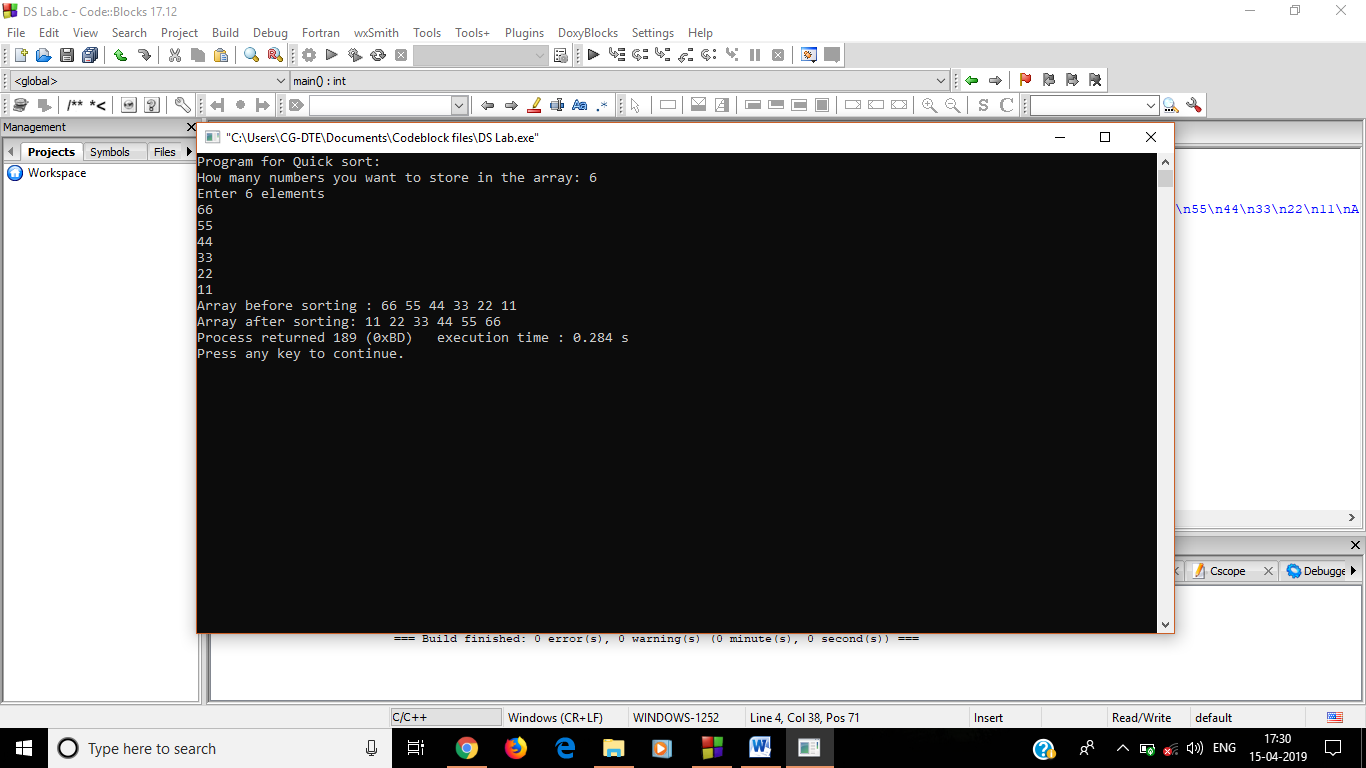 DS Lab.c - Code::Blocks 17.12
File Edit View Search Project Build Debug Fortran wxSmith Tools Tools+ Plugins DoxyBlocks Settings Help
<global> main() : int
/** *<
Aa .*
S C
Management
Projects Symbols Files
Workspace
"C:\Users\CG-DTE\Documents\Codeblock files\DS Lab.exe"
Program for Quick sort:
How many numbers you want to store in the array: 6
Enter 6 elements
66
55
44
33
22
11
Array before sorting : 66 55 44 33 22 11
Array after sorting: 11 22 33 44 55 66
Process returned 189 (0xBD)   execution time : 0.284 s
Press any key to continue.
\n55\n44\n33\n22\n11\nA
Cscope Debugge
=== Build finished: 0 error(s), 0 warning(s) (0 minute(s), 0 second(s)) ===
C/C++ Windows (CR+LF) WINDOWS-1252 Line 4, Col 38, Pos 71 Insert Read/Write default
Type here to search
ENG
17:30
15-04-2019